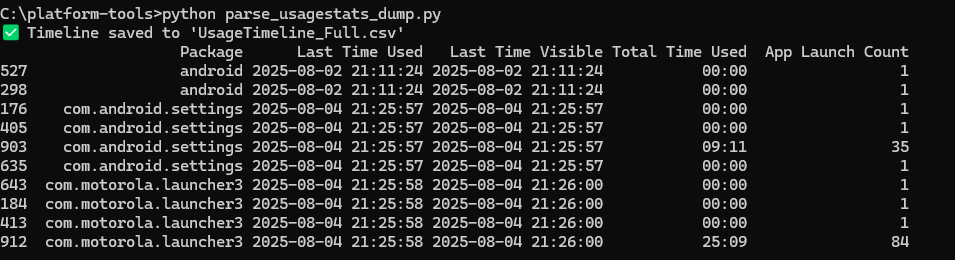 C:\platform-tools>python parse_usagestats_dump.py
✅ Timeline saved to 'UsageTimeline_Full.csv'
Package Last Time Used Last Time Visible Total Time Used App Launch Count
527 android 2025-08-02 21:11:24 2025-08-02 21:11:24 00:00 1
298 android 2025-08-02 21:11:24 2025-08-02 21:11:24 00:00 1
176 com.android.settings 2025-08-04 21:25:57 2025-08-04 21:25:57 00:00 1
405 com.android.settings 2025-08-04 21:25:57 2025-08-04 21:25:57 00:00 1
903 com.android.settings 2025-08-04 21:25:57 2025-08-04 21:25:57 09:11 35
635 com.android.settings 2025-08-04 21:25:57 2025-08-04 21:25:57 00:00 1
643 com.motorola.launcher3 2025-08-04 21:25:58 2025-08-04 21:26:00 00:00 1
184 com.motorola.launcher3 2025-08-04 21:25:58 2025-08-04 21:26:00 00:00 1
413 com.motorola.launcher3 2025-08-04 21:25:58 2025-08-04 21:26:00 00:00 1
912 com.motorola.launcher3 2025-08-04 21:25:58 2025-08-04 21:26:00 25:09 84